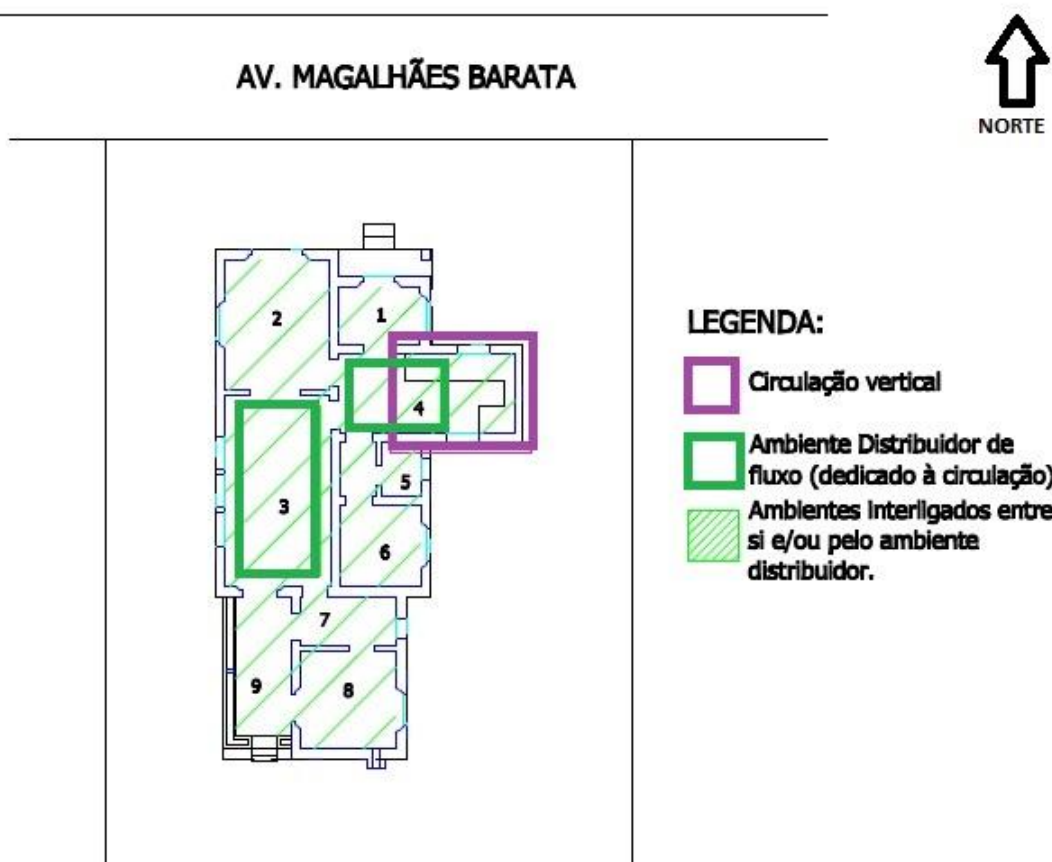 AV. MAGALHÃES BARATA
NORTE
2
1
4
3
5
6
7
9
8
LEGENDA:
Circulação vertical
Ambiente Distribuidor de
fluxo (dedicado à circulação)
Ambientes interligados entre
si e/ou pelo ambiente
distribuidor.